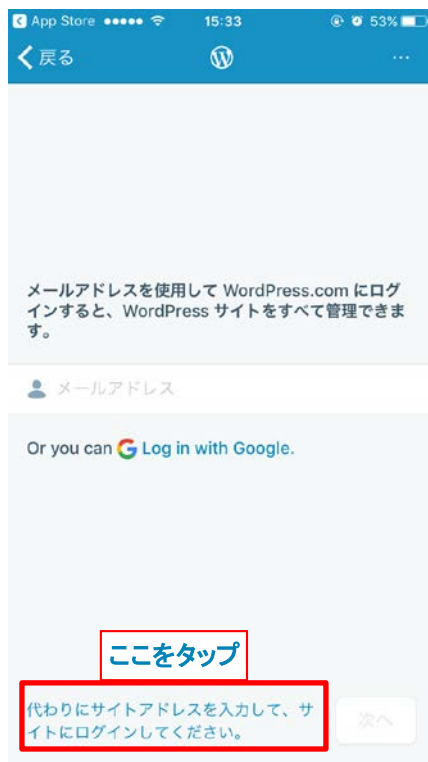 App Store 15:33 53%
戻る
メールアドレスを使用して WordPress.com にログ
インすると、WordPress サイトをすべて管理できま
す。
メールアドレス
Or you can G Log in with Google.
ここをタップ
代わりにサイトアドレスを入力して、サ
イトにログインしてください。
次へ